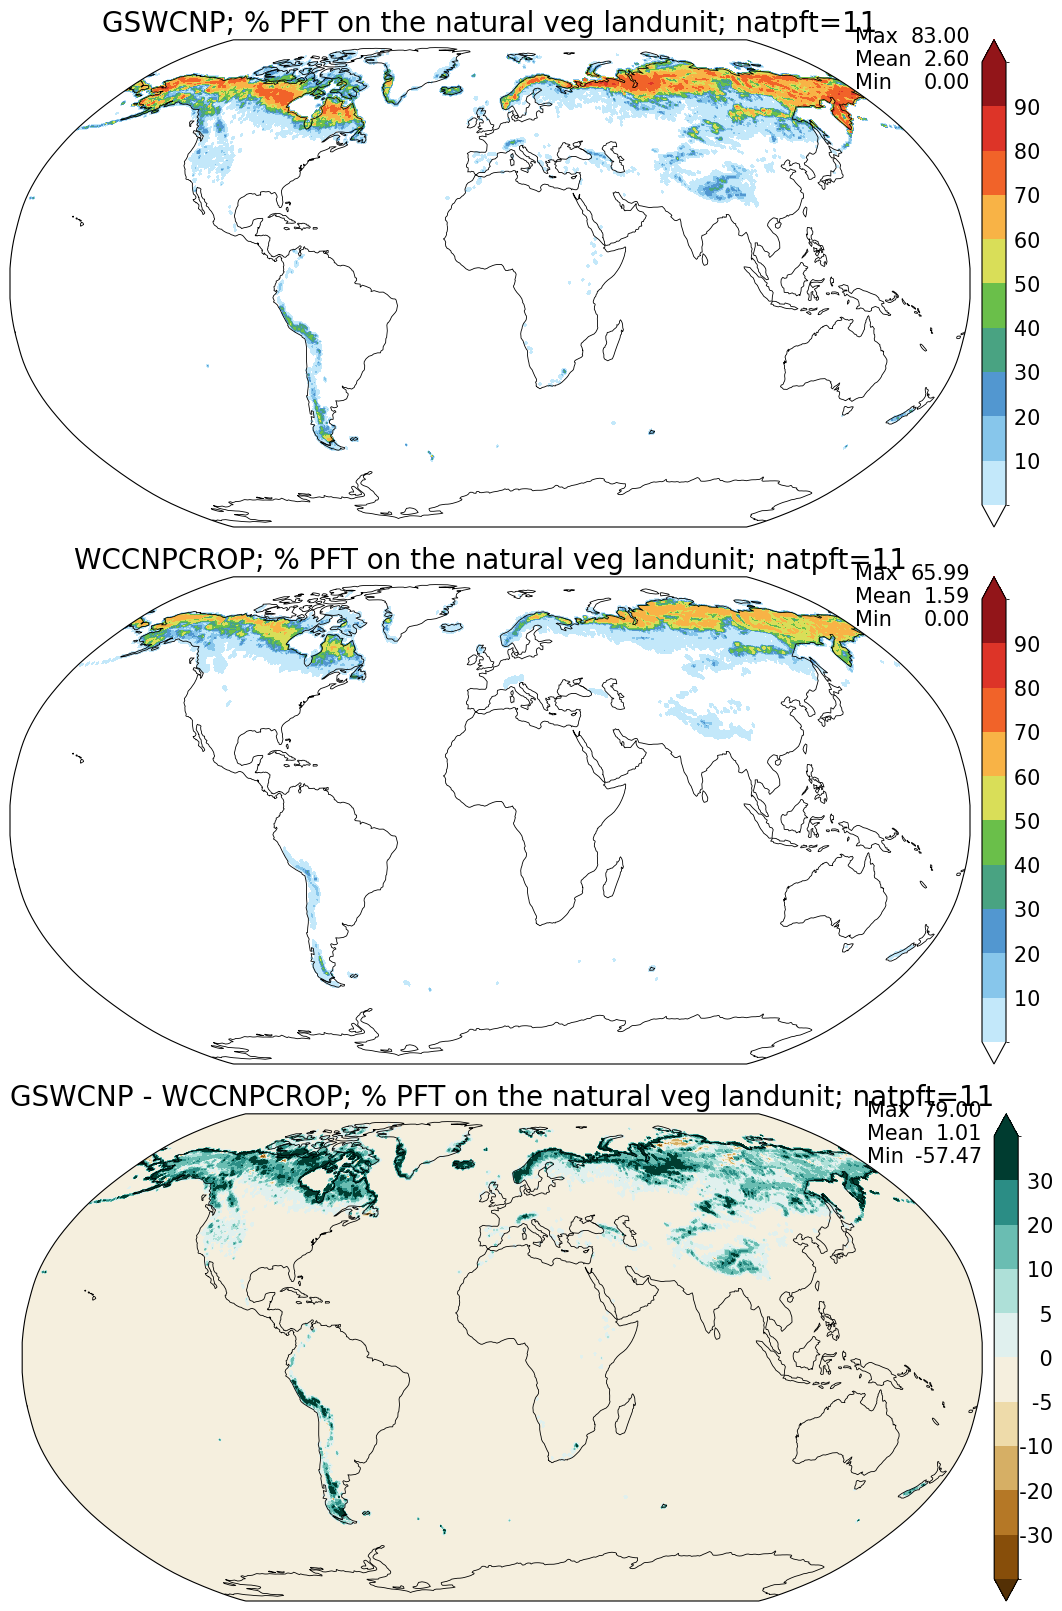 GSWCNP; % PFT on the natural veg landunit; natpft=11
Max 83.00
Mean 2.60
Min 0.00
90
80
70
60
50
40
30
20
10
WCCNPCROP; % PFT on the natural veg landunit; natpft=11
Max 65.99
Mean 1.59
Min 0.00
90
80
70
60
50
40
30
20
10
GSWCNP - WCCNPCROP; % PFT on the natural veg landunit; natpft=11
Max 79.00
Mean 1.01
Min -57.47
30
20
10
5
0
-5
-10
-20
-30